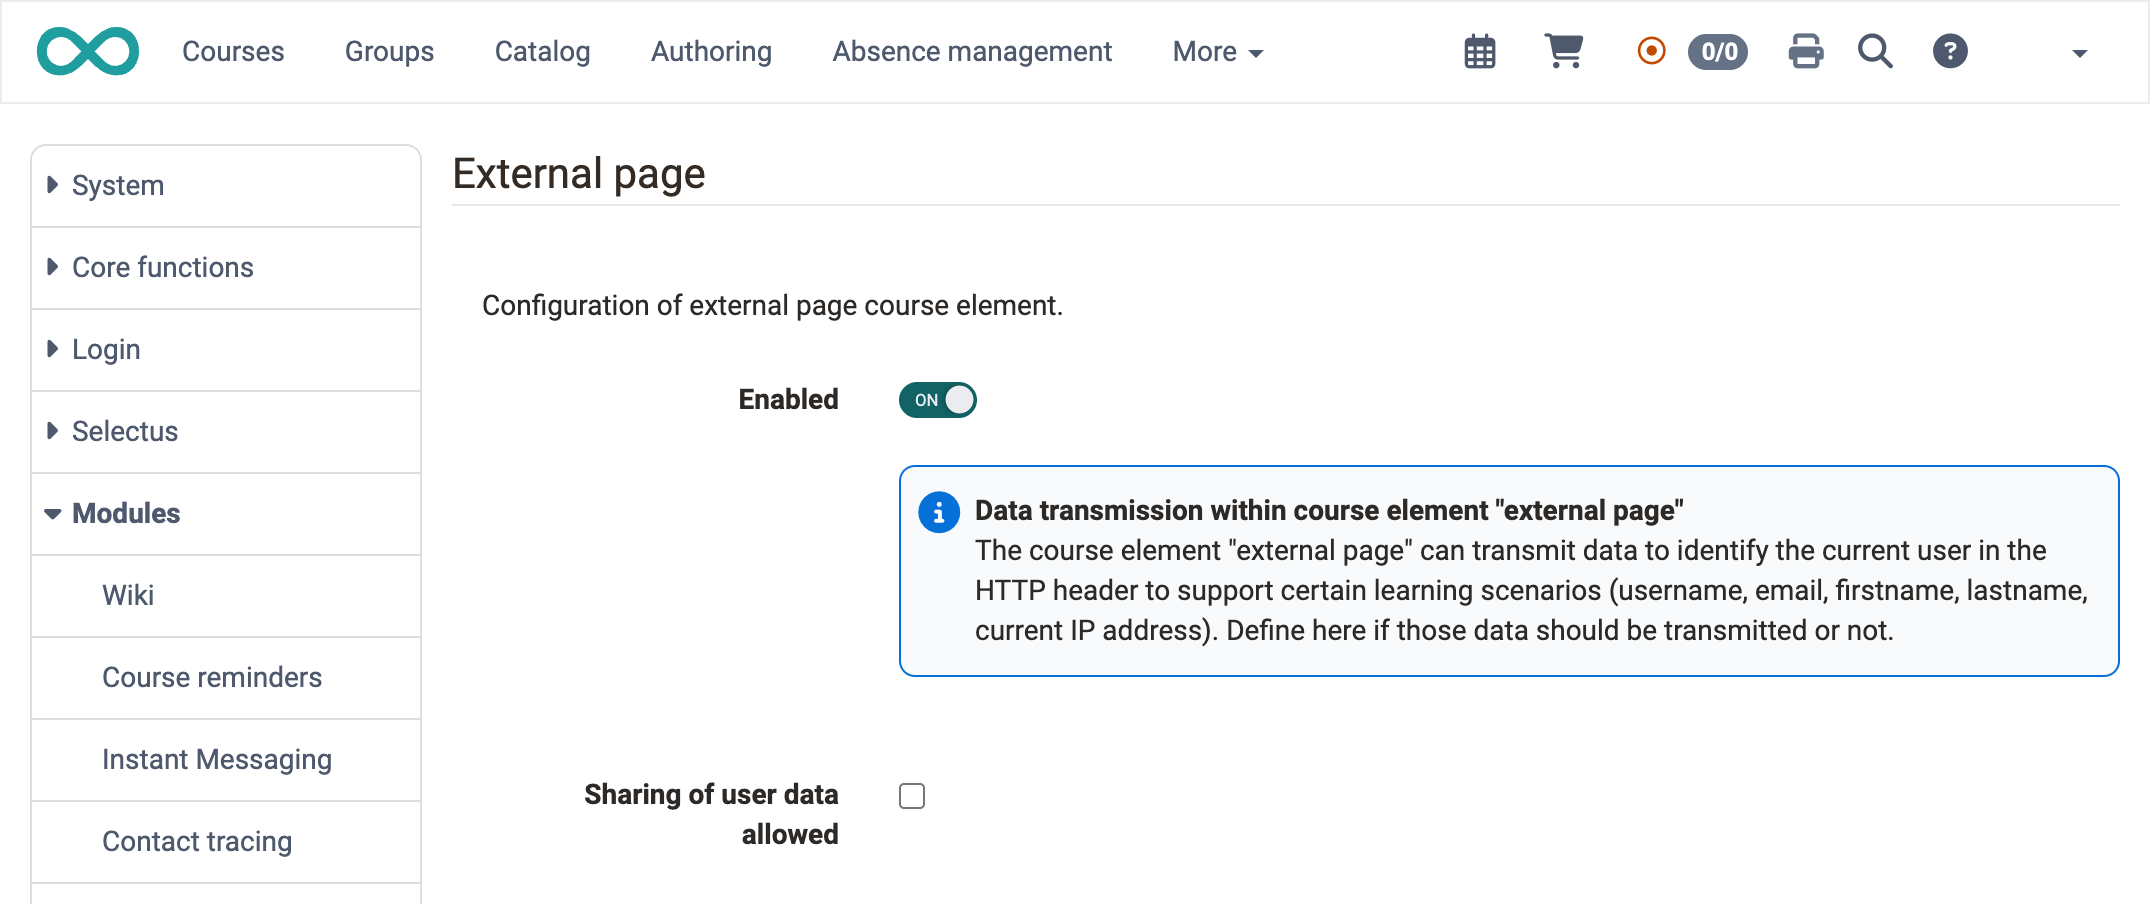 Courses Groups Catalog Authoring Absence management More 0/0 ?
System
Core functions
Login
Selectus
Modules
Wiki
Course reminders
Instant Messaging
Contact tracing
External page
Configuration of external page course element.
Enabled ON
Data transmission within course element "external page"
The course element "external page" can transmit data to identify the current user in the
HTTP header to support certain learning scenarios (username, email, firstname, lastname,
current IP address). Define here if those data should be transmitted or not.
Sharing of user data
allowed